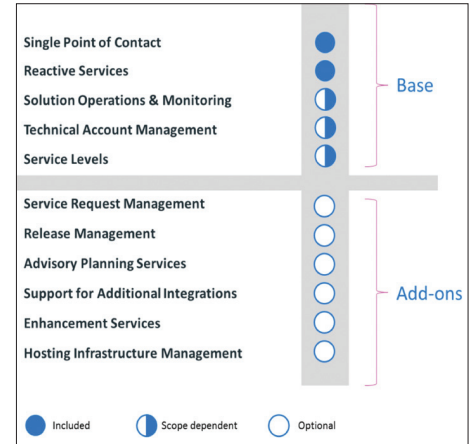 Single Point of Contact
Reactive Services
Solution Operations & Monitoring
Technical Account Management
Service Levels
Base
Service Request Management
Release Management
Advisory Planning Services
Support for Additional Integrations
Enhancement Services
Hosting Infrastructure Management
Add-ons
Included
Scope dependent
Optional